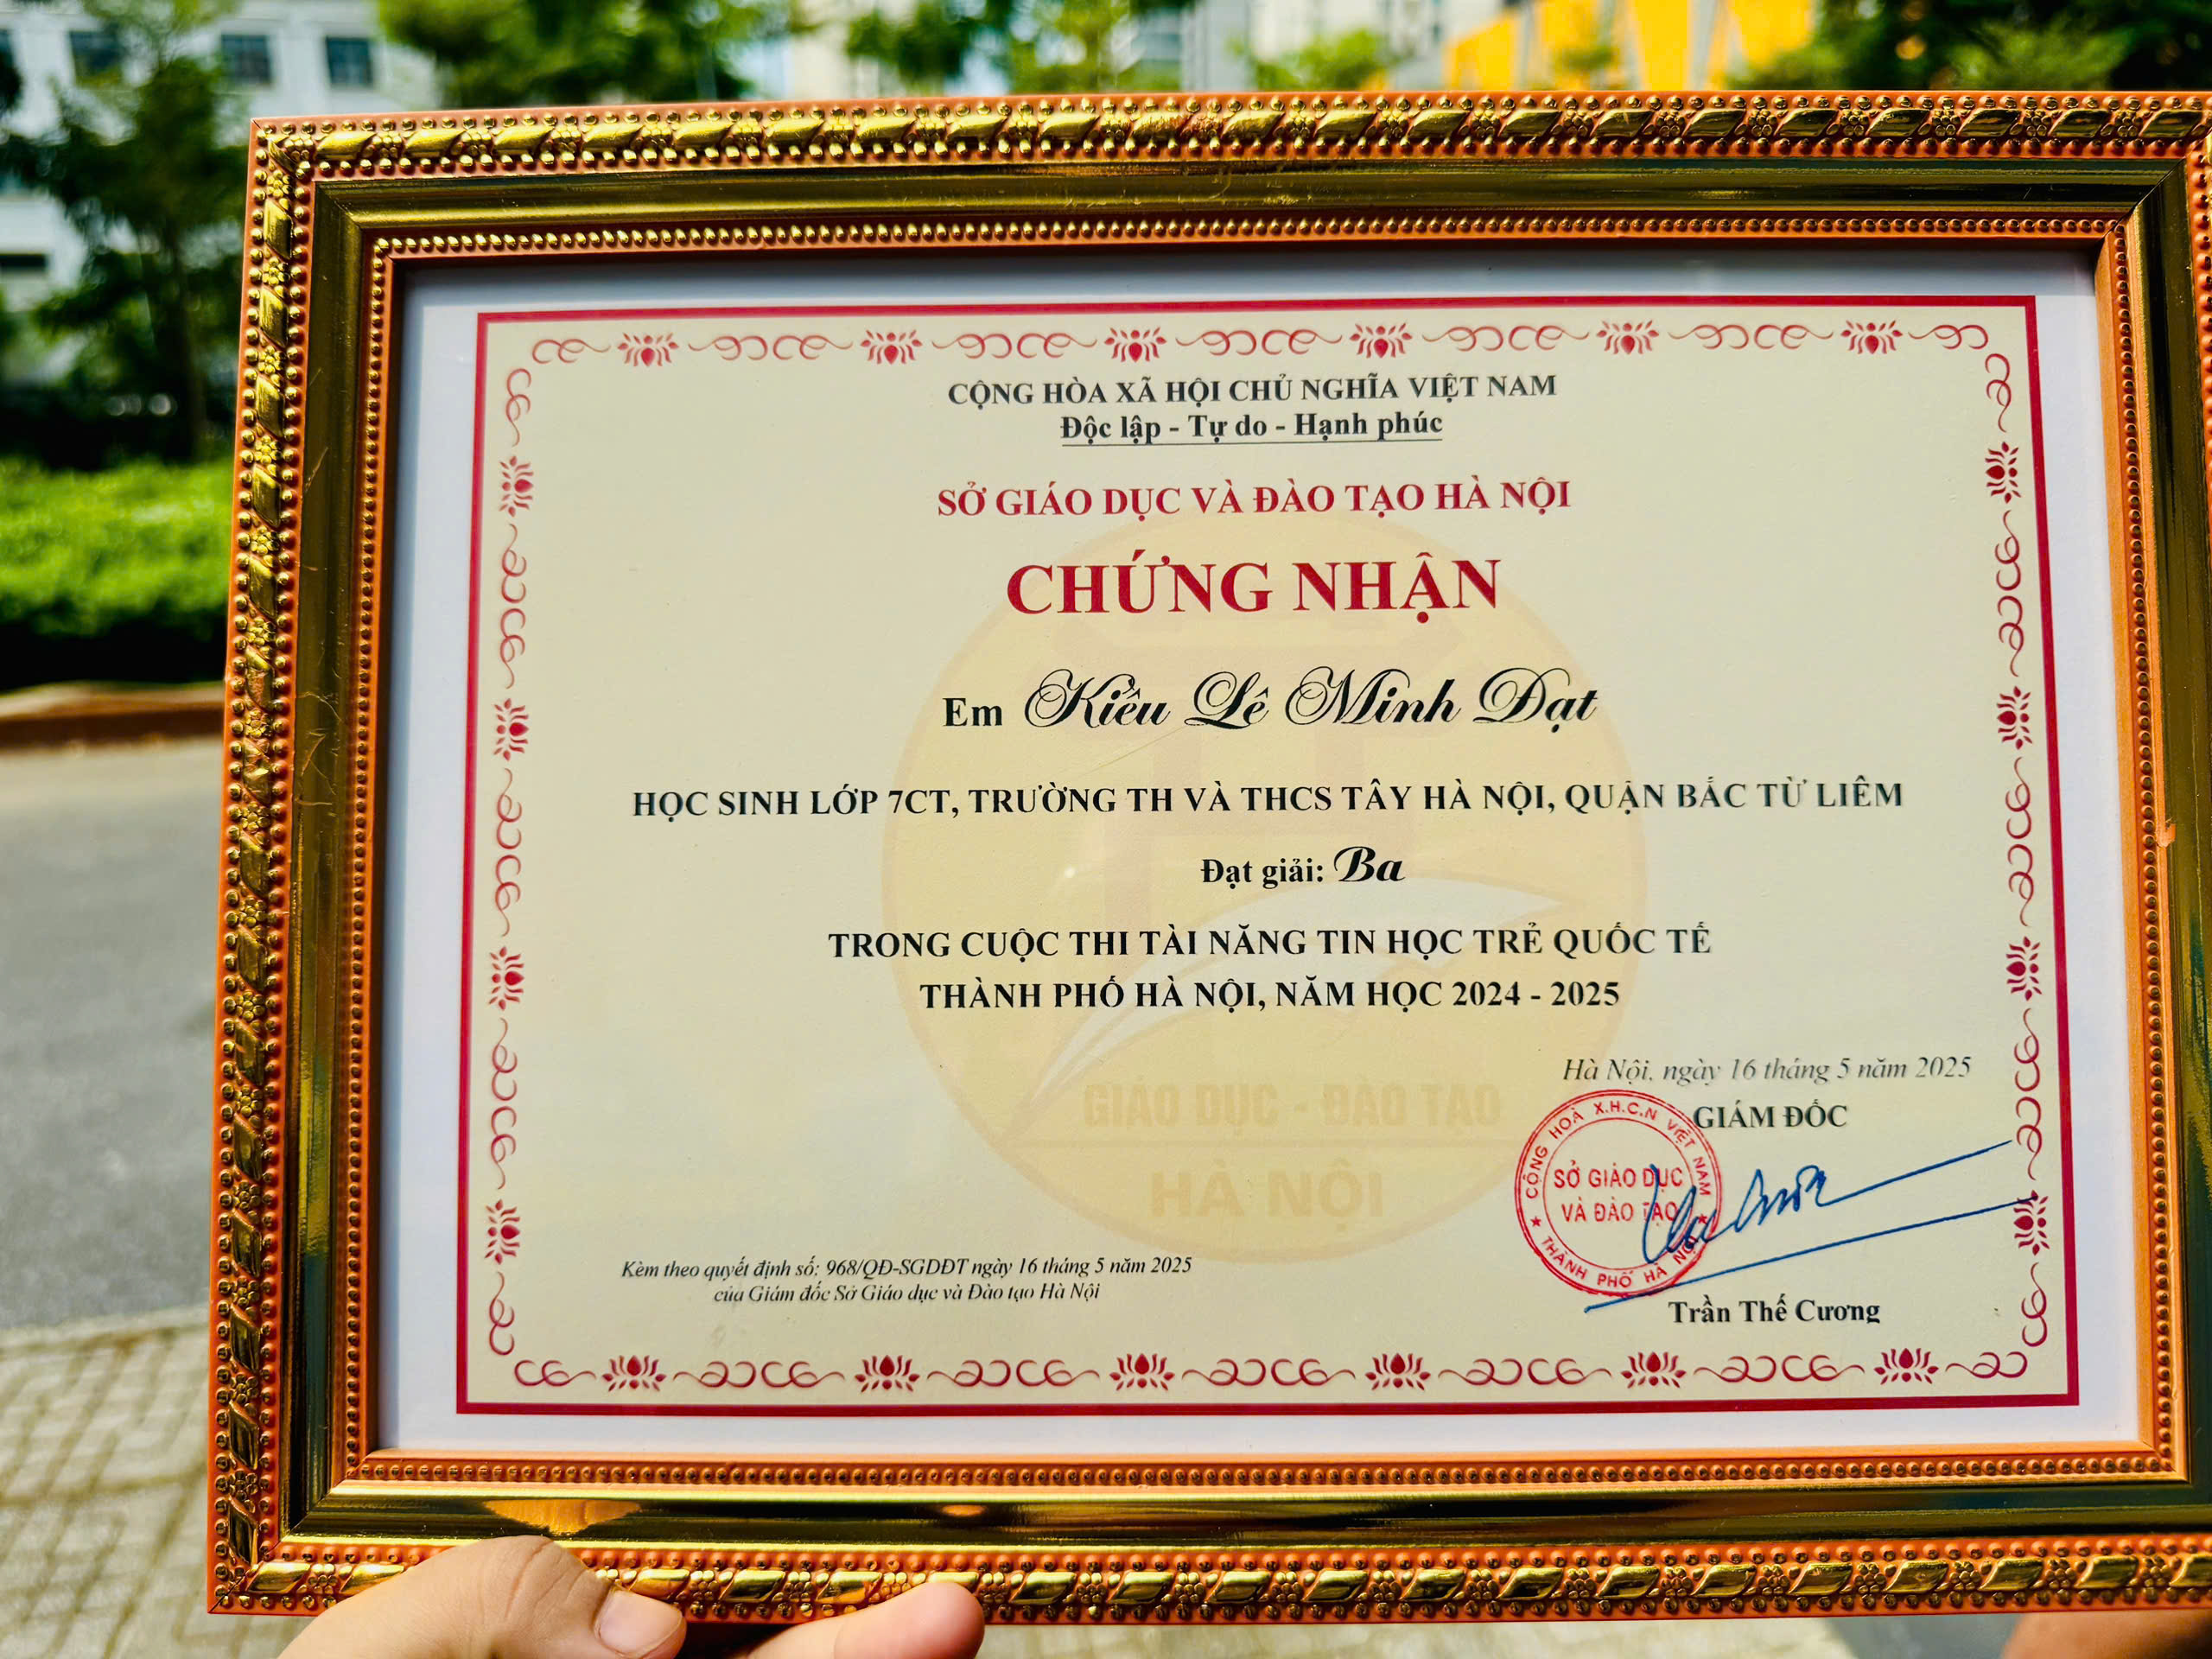 CỘNG HÒA XÃ HỘI CHỦ NGHĨA VIỆT NAM
Độc lập - Tự do - Hạnh phúc
SỞ GIÁO DỤC VÀ ĐÀO TẠO HÀ NỘI
CHỨNG NHẬN
Em Kiều Lê Minh Đạt
HỌC SINH LỚP 7CT, TRƯỜNG TH VÀ THCS TÂY HÀ NỘI, QUẬN BẮC TỪ LIÊM
Đạt giải: Ba
TRONG CUỘC THI TÀI NĂNG TIN HỌC TRẺ QUỐC TẾ
THÀNH PHỐ HÀ NỘI, NĂM HỌC 2024 - 2025
Hà Nội, ngày 16 tháng 5 năm 2025
GIÁM ĐỐC
GIÁO DỤC - ĐÀO TẠO
HÀ NỘI
CỘNG HOÀ X.H.C.N VIỆT NAM
SỞ GIÁO DỤC
VÀ ĐÀO TẠO
★ THÀNH PHỐ HÀ NỘI ★
Kèm theo quyết định số: 968/QĐ-SGDĐT ngày 16 tháng 5 năm 2025
của Giám đốc Sở Giáo dục và Đào tạo Hà Nội
Trần Thế Cương